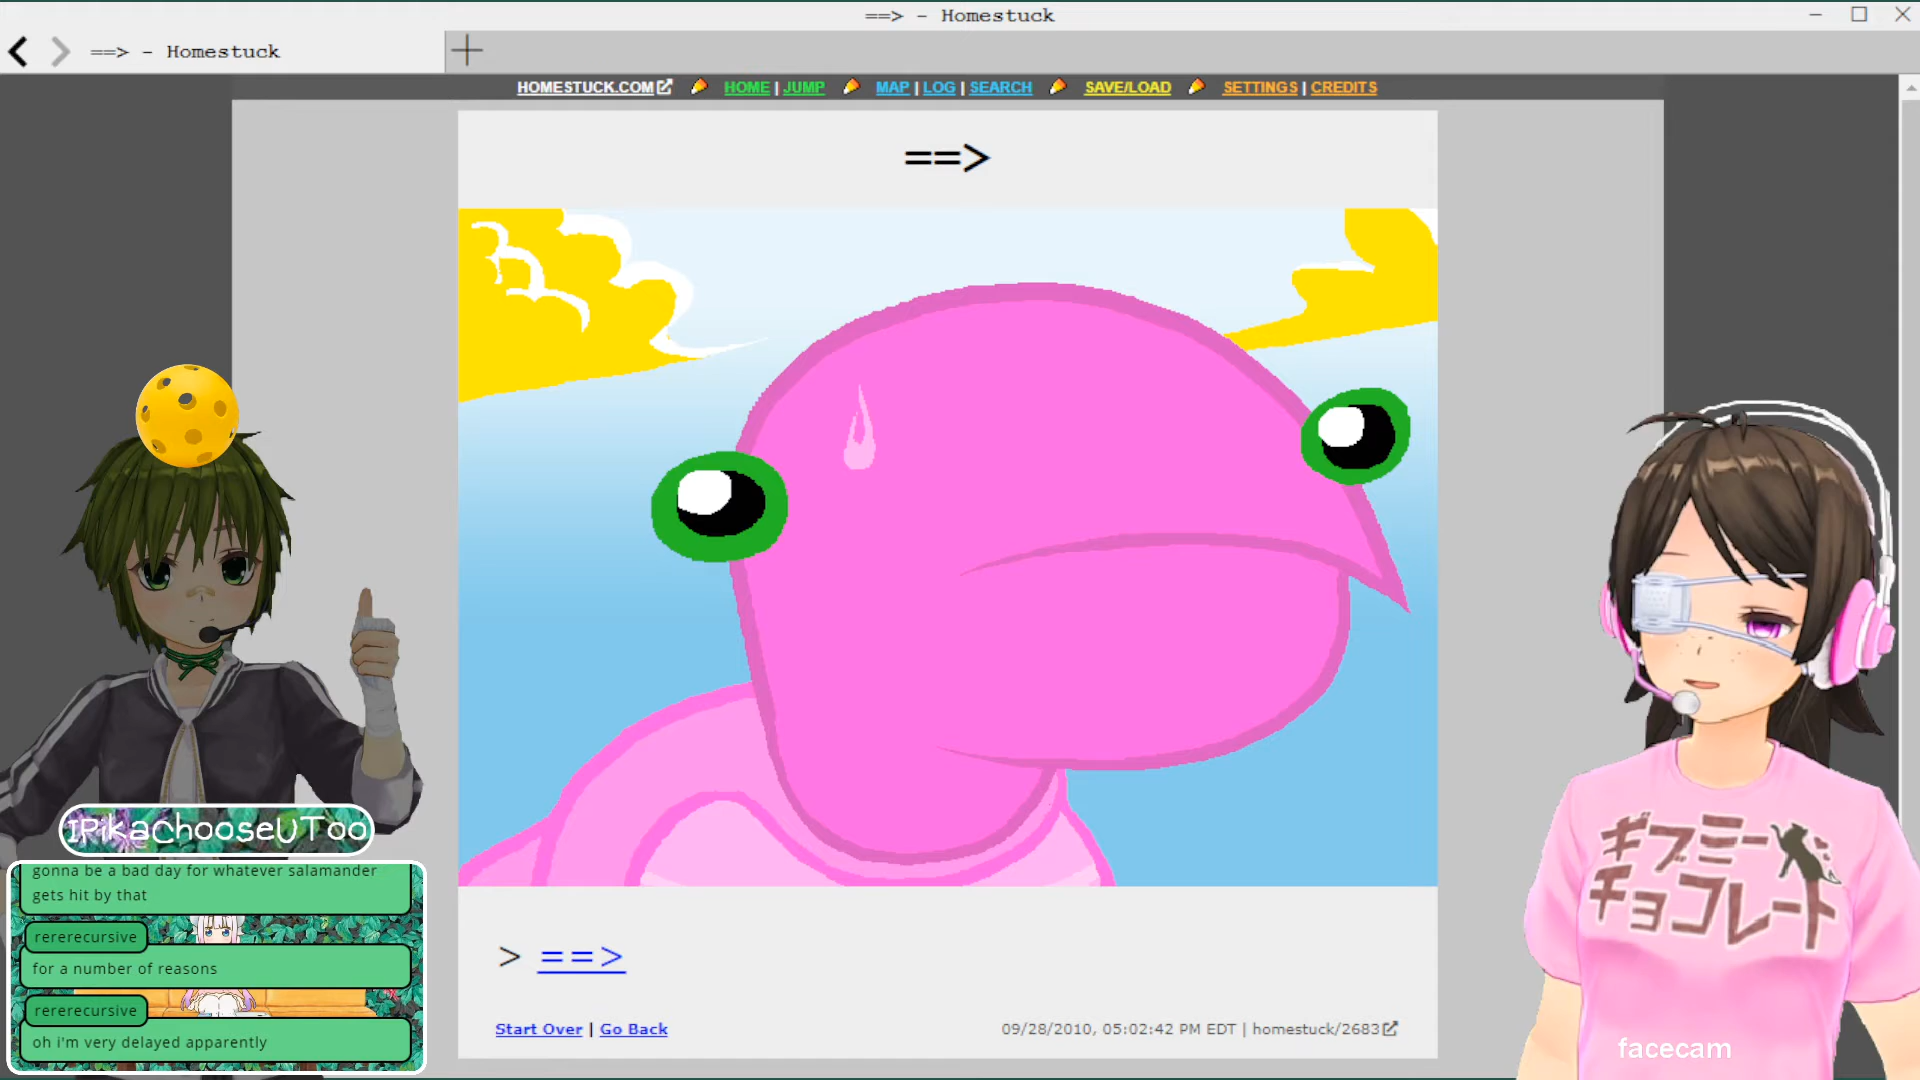 ==> - Homestuck
==> - Homestuck
HOMESTUCK.COM HOME | JUMP MAP | LOG | SEARCH SAVE/LOAD SETTINGS | CREDITS
==>
IPikachooseUToo
gonna be a bad day for whatever salamander
gets hit by that
rererecursive
for a number of reasons
rererecursive
oh i'm very delayed apparently
> ==>
Start Over | Go Back
09/28/2010, 05:02:42 PM EDT | homestuck/2683
ギブミー
チョコレート
facecam